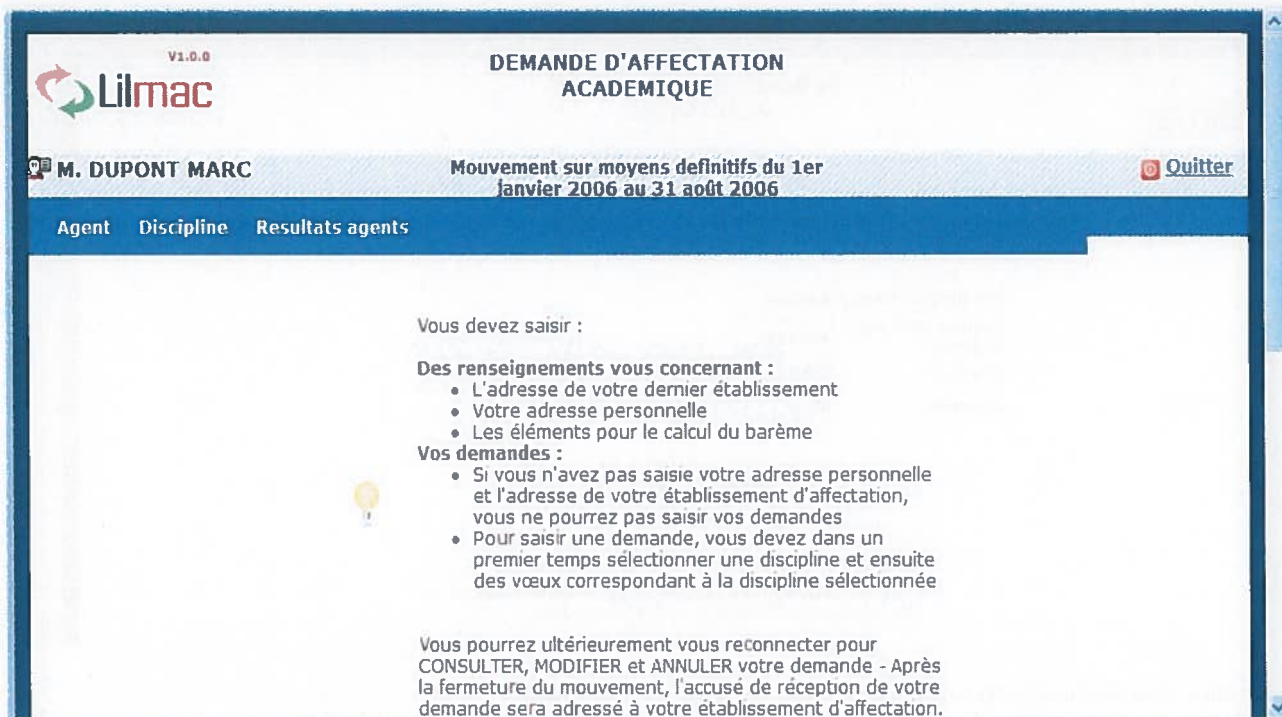 V1.0.0
Lilmac
DEMANDE D'AFFECTATION
ACADEMIQUE
M. DUPONT MARC
Mouvement sur moyens definitifs du 1er
janvier 2006 au 31 août 2006
Quitter
Agent Discipline Resultats agents
Vous devez saisir :
Des renseignements vous concernant :
• L'adresse de votre dernier établissement
• Votre adresse personnelle
• Les éléments pour le calcul du barème
Vos demandes :
• Si vous n'avez pas saisie votre adresse personnelle
et l'adresse de votre établissement d'affectation,
vous ne pourrez pas saisir vos demandes
• Pour saisir une demande, vous devez dans un
premier temps sélectionner une discipline et ensuite
des vœux correspondant à la discipline sélectionnée
Vous pourrez ultérieurement vous reconnecter pour
CONSULTER, MODIFIER et ANNULER votre demande - Après
la fermeture du mouvement, l'accusé de réception de votre
demande sera adressé à votre établissement d'affectation.